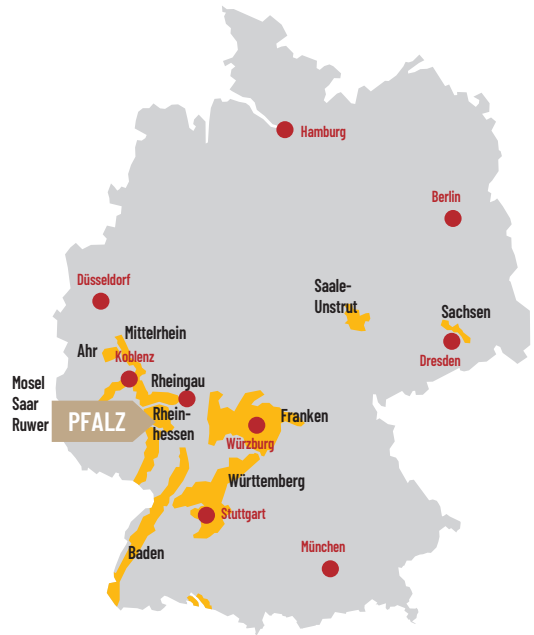 Hamburg
Berlin
Düsseldorf
Saale-
Unstrut
Sachsen
Mittelrhein
Ahr
Koblenz
Dresden
Rheingau
Mosel
Saar
Ruwer
PFALZ
Rhein-
hessen
Franken
Würzburg
Württemberg
Stuttgart
München
Baden